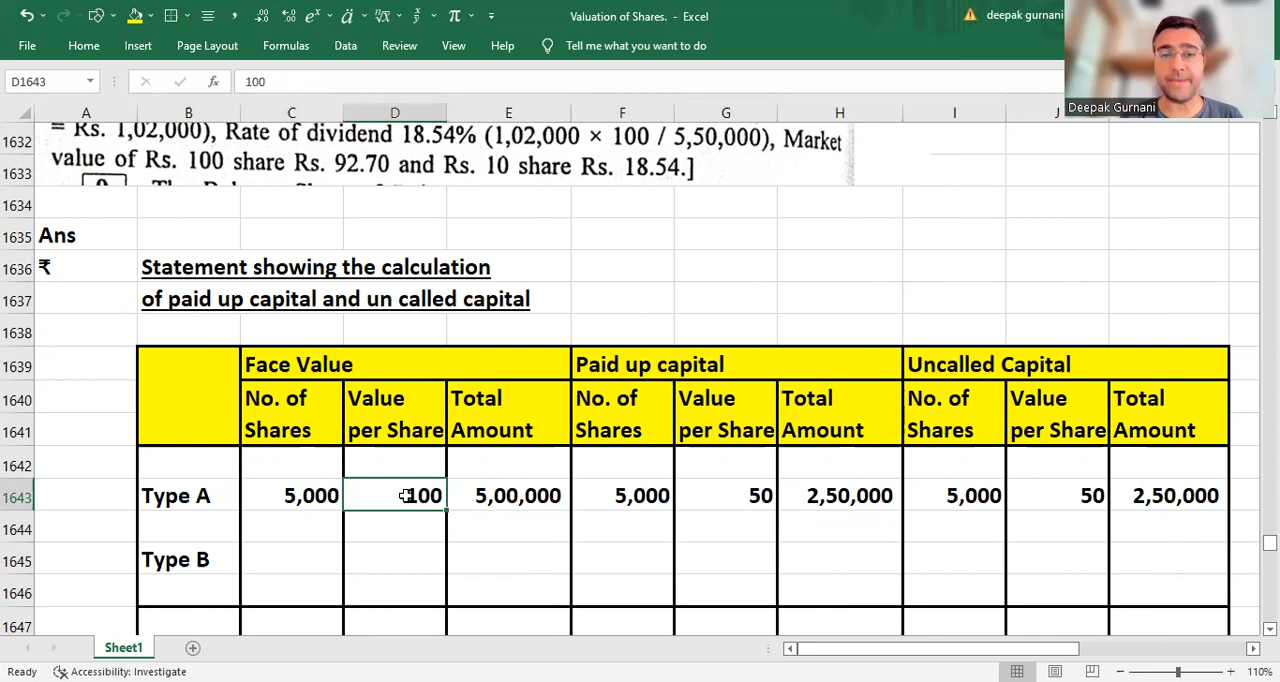 Valuation of Shares. - Excel
deepak gurnani
File Home Insert Page Layout Formulas Data Review View Help Tell me what you want to do
D1643 fx 100
Deepak Gurnani
A B C D E F G H I J
1632 = Rs. 1,02,000), Rate of dividend 18.54% (1,02,000 × 100 / 5,50,000), Market
1633 value of Rs. 100 share Rs. 92.70 and Rs. 10 share Rs. 18.54.]
1634
1635 Ans
1636 ₹ Statement showing the calculation
1637 of paid up capital and un called capital
1638
1639 Face Value Paid up capital Uncalled Capital
1640 No. of Value Total No. of Value Total No. of Value Total
1641 Shares per Share Amount Shares per Share Amount Shares per Share Amount
1642
1643 Type A 5,000 100 5,00,000 5,000 50 2,50,000 5,000 50 2,50,000
1644
1645 Type B
1646
1647
Sheet1
Ready Accessibility: Investigate 110%